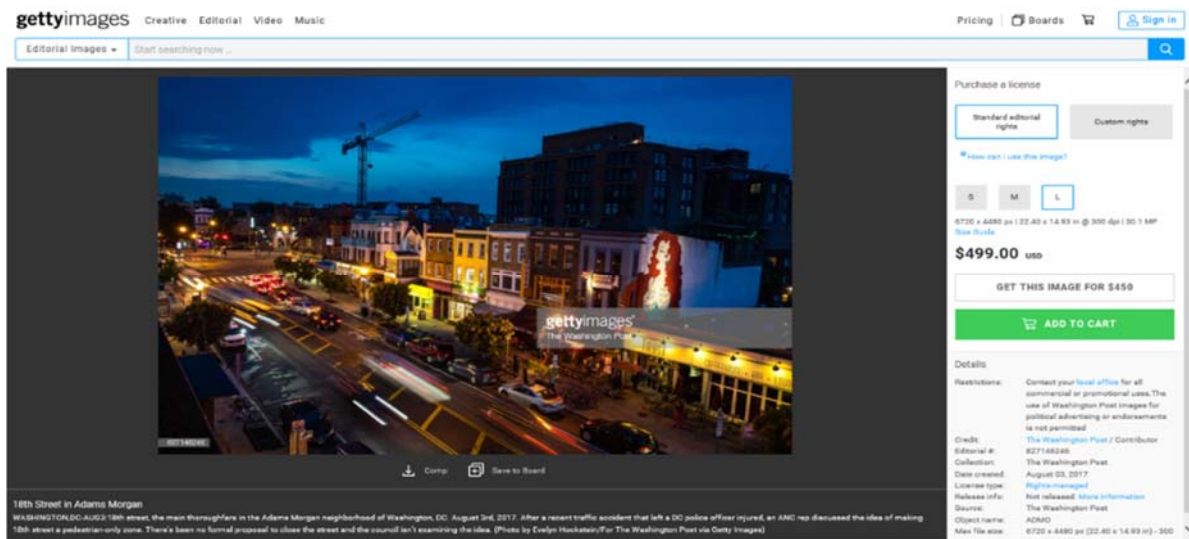 gettyimages Creative Editorial Video Music Pricing Boards Sign in
Editorial Images Start searching now ...
Purchase a license
Standard editorial rights
Custom rights
How can I use this image?
S M L
6720 x 4480 px | 22.40 x 14.93 in @ 300 dpi | 30.1 MP
Size Guide
$499.00 USD
GET THIS IMAGE FOR $459
ADD TO CART
gettyimages
The Washington Post
827146246
Comp Save to Board
Details
Restrictions: Contact your local office for all
commercial or promotional uses.The
use of Washington Post images for
political advertising or endorsements
is not permitted
Credit: The Washington Post / Contributor
Editorial #: 827146246
Collection: The Washington Post
Date created: August 03, 2017
License type: Rights-managed
Release info: Not released. More information
Source: The Washington Post
Object name: ADMO
Max file size: 6720 x 4480 px (22.40 x 14.93 in) - 300
18th Street in Adams Morgan
WASHINGTON,DC-AUG3:18th street, the main thoroughfare in the Adams Morgan neighborhood of Washington, DC. August 3rd, 2017. After a recent traffic accident that left a DC police officer injured, an ANC rep discussed the idea of making
18th street a pedestrian-only zone. There's been no formal proposal to close the street and the council isn't examining the idea. (Photo by Evelyn Hockstein/For The Washington Post via Getty Images)